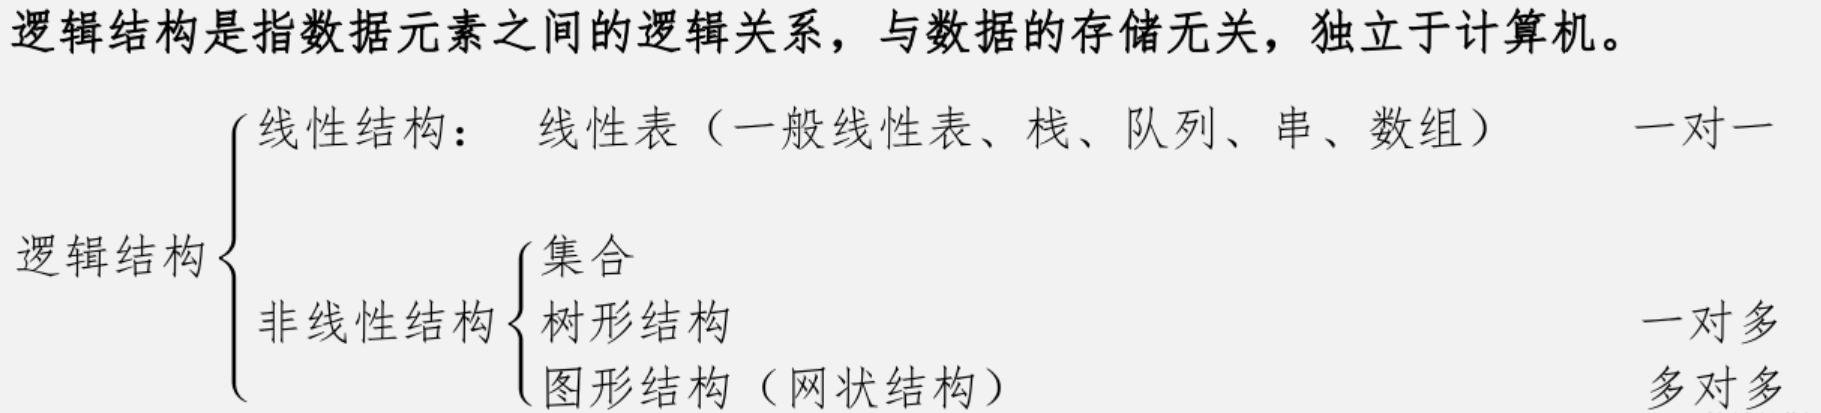 逻辑结构是指数据元素之间的逻辑关系，与数据的存储无关，独立于计算机。
线性结构： 线性表（一般线性表、栈、队列、串、数组） 一对一
逻辑结构
集合
非线性结构
树形结构 一对多
图形结构（网状结构） 多对多